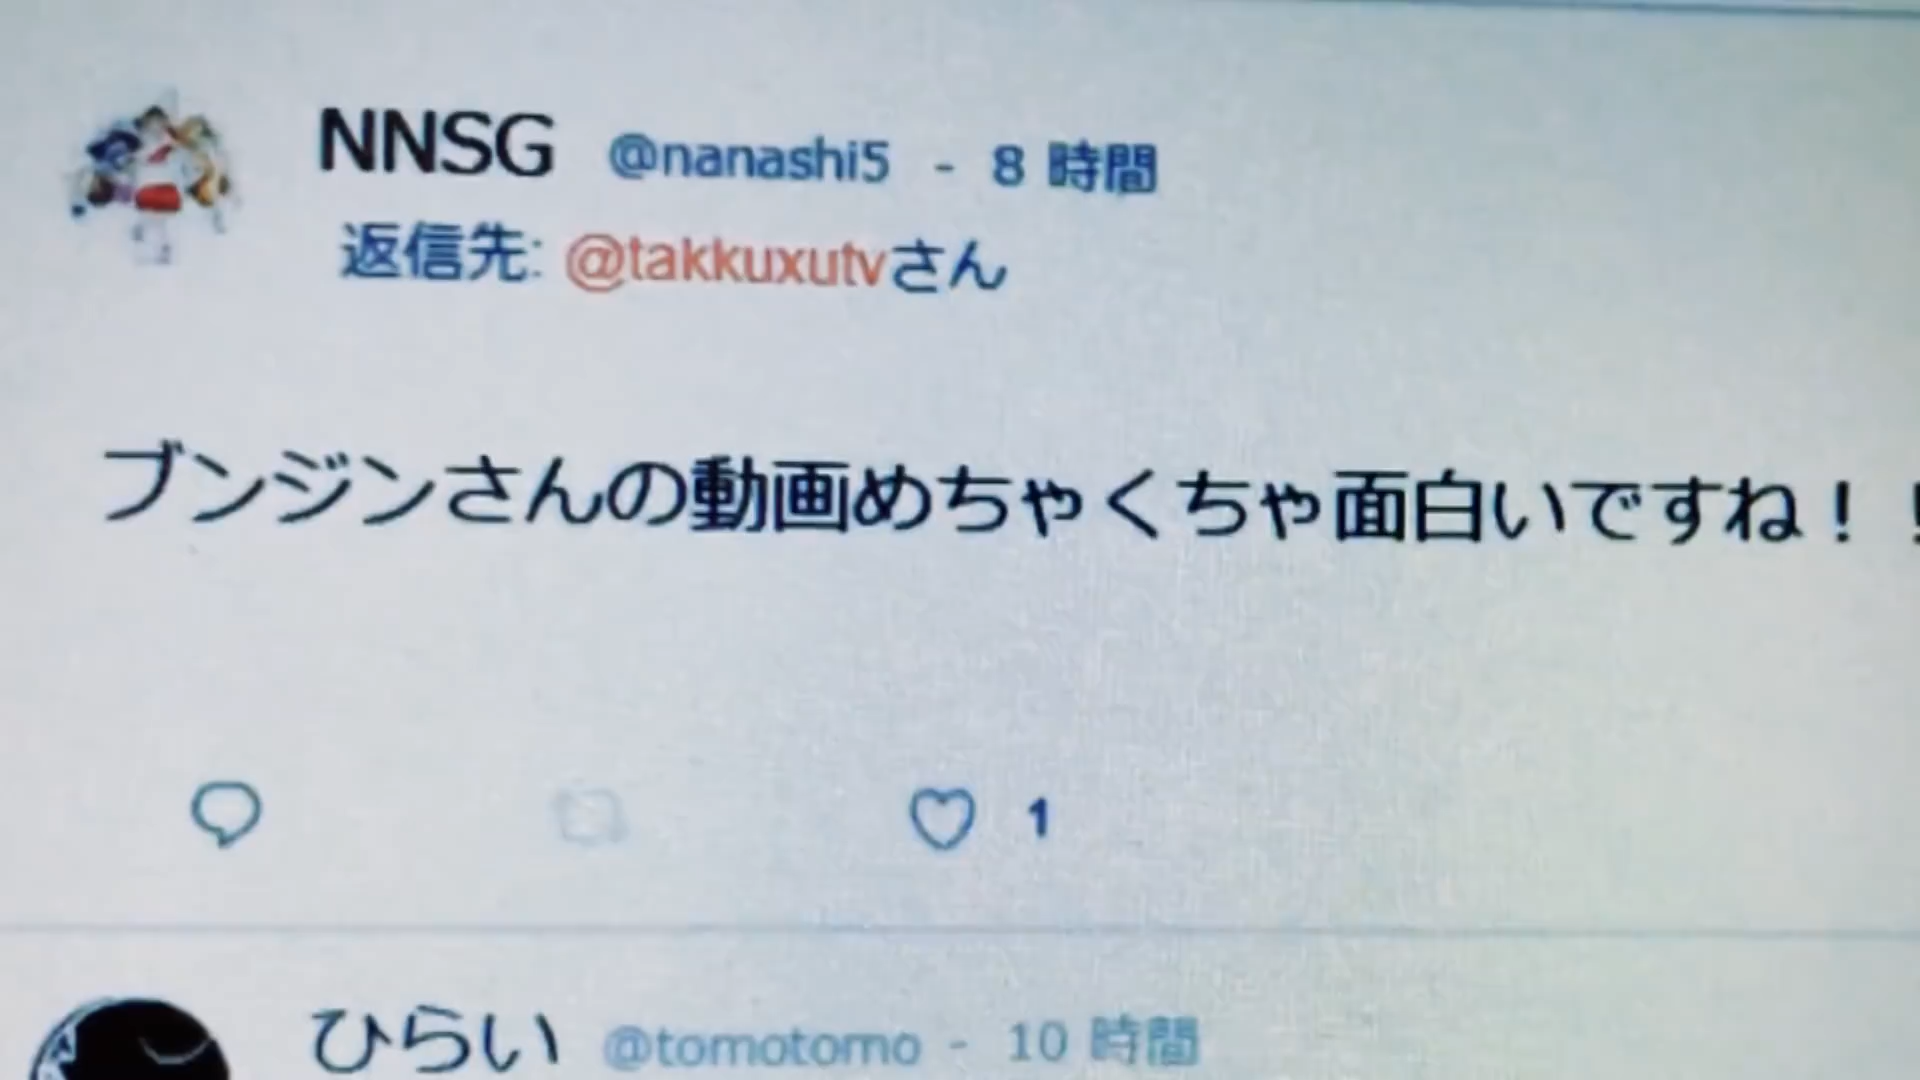 NNSG @nanashi5 - 8 時間
返信先: @takkuxutvさん
ブンジンさんの動画めちゃくちゃ面白いですね！！
1
ひらい @tomotomo - 10 時間